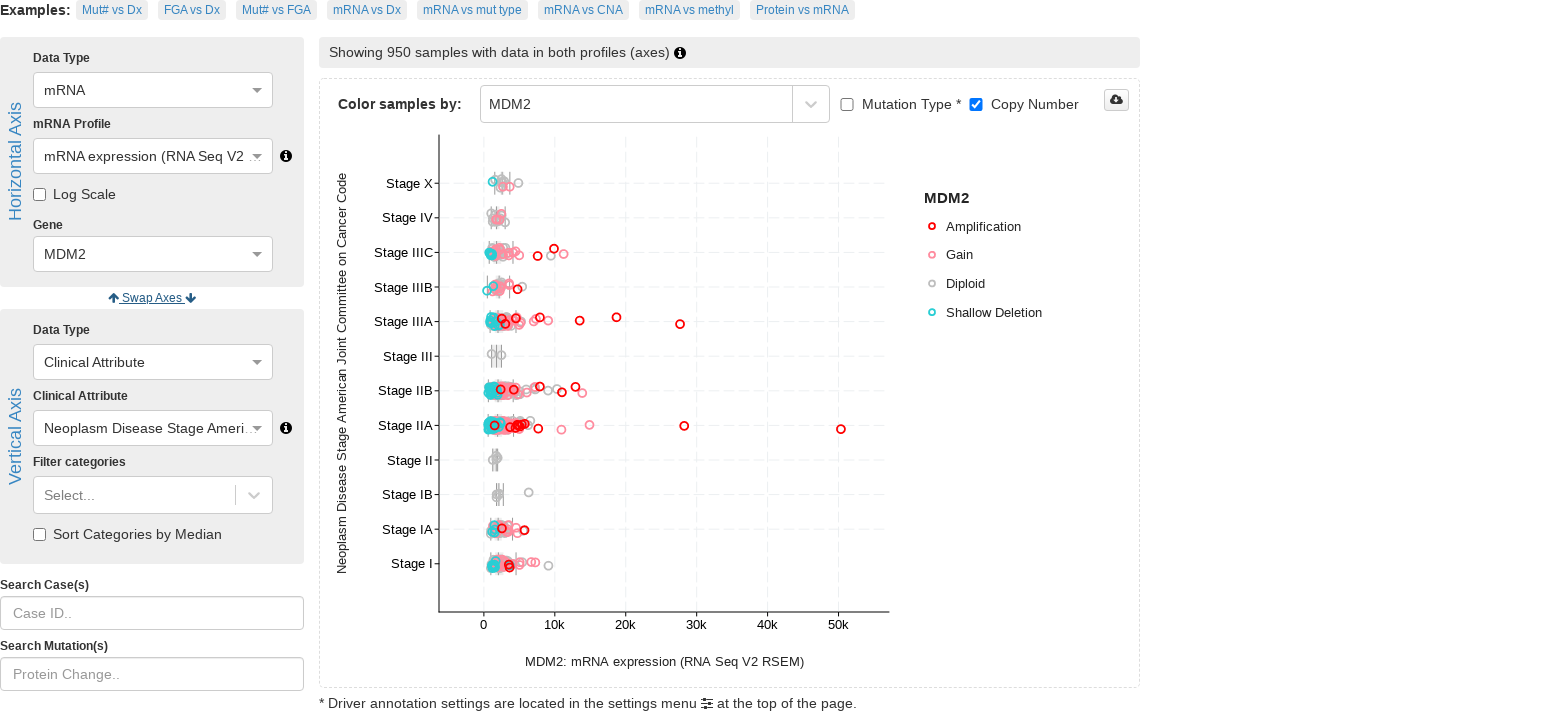 Examples: Mut# vs Dx FGA vs Dx Mut# vs FGA mRNA vs Dx mRNA vs mut type mRNA vs CNA mRNA vs methyl Protein vs mRNA
Horizontal Axis
Data Type
mRNA
mRNA Profile
mRNA expression (RNA Seq V2 ...
Log Scale
Gene
MDM2
Swap Axes
Vertical Axis
Data Type
Clinical Attribute
Clinical Attribute
Neoplasm Disease Stage Ameri...
Filter categories
Select...
Sort Categories by Median
Search Case(s)
Case ID..
Search Mutation(s)
Protein Change..
Showing 950 samples with data in both profiles (axes)
Color samples by: MDM2 Mutation Type * Copy Number
Neoplasm Disease Stage American Joint Committee on Cancer Code
Stage X
Stage IV
Stage IIIC
Stage IIIB
Stage IIIA
Stage III
Stage IIB
Stage IIA
Stage II
Stage IB
Stage IA
Stage I
0 10k 20k 30k 40k 50k
MDM2: mRNA expression (RNA Seq V2 RSEM)
MDM2
Amplification
Gain
Diploid
Shallow Deletion
* Driver annotation settings are located in the settings menu at the top of the page.